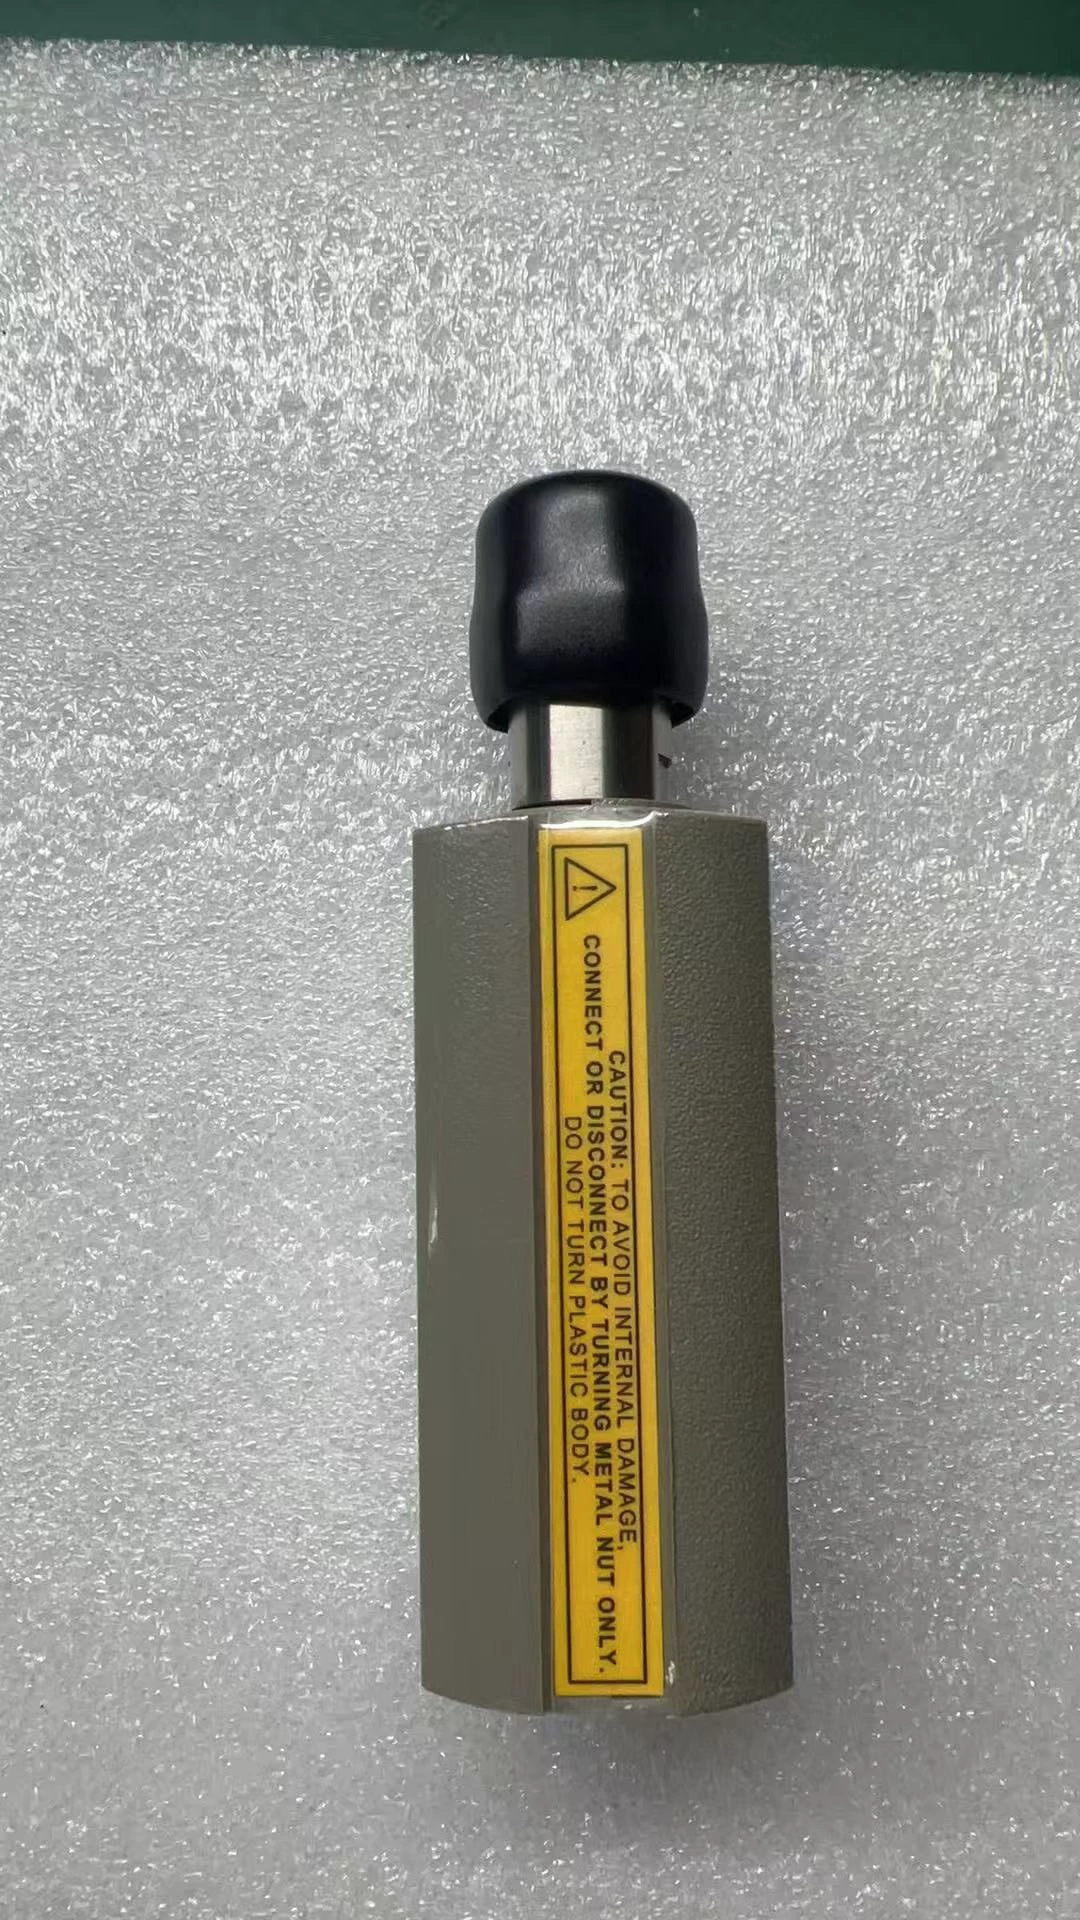 CAUTION: TO AVOID INTERNAL DAMAGE,
CONNECT OR DISCONNECT BY TURNING METAL NUT ONLY.
DO NOT TURN PLASTIC BODY.